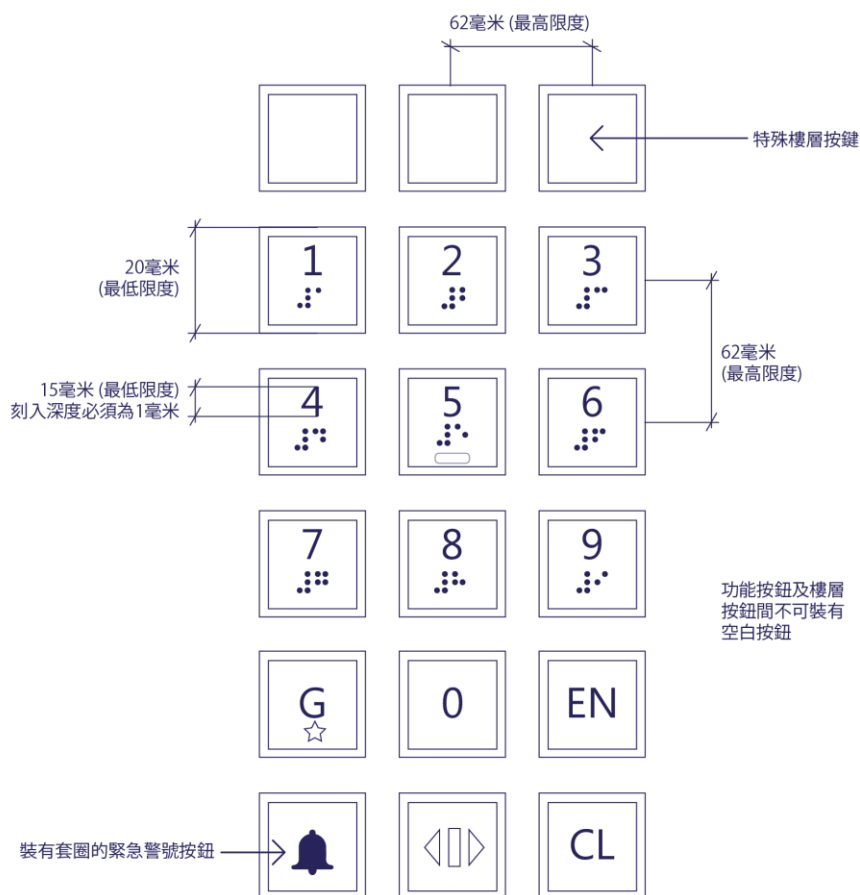 62毫米 (最高限度)
特殊樓層按鍵
20毫米
(最低限度)
1
2
3
62毫米
(最高限度)
15毫米 (最低限度)
刻入深度必須為1毫米
4
5
6
7
8
9
功能按鈕及樓層
按鈕間不可裝有
空白按鈕
G
0
EN
裝有套圈的緊急警號按鈕
CL